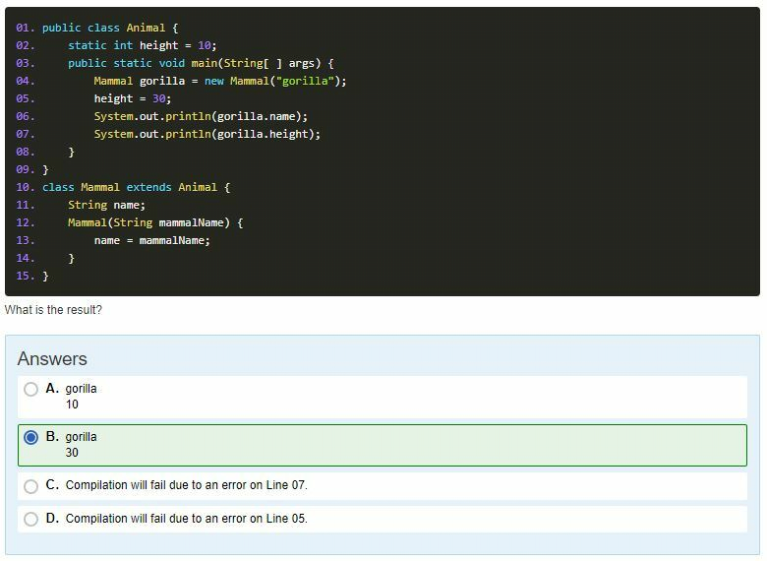 01. public class Animal {
02.     static int height = 10;
03.     public static void main(String[ ] args) {
04.         Mammal gorilla = new Mammal("gorilla");
05.         height = 30;
06.         System.out.println(gorilla.name);
07.         System.out.println(gorilla.height);
08.     }
09. }
10. class Mammal extends Animal {
11.     String name;
12.     Mammal(String mammalName) {
13.         name = mammalName;
14.     }
15. }
What is the result?
Answers
A. gorilla
10
B. gorilla
30
C. Compilation will fail due to an error on Line 07.
D. Compilation will fail due to an error on Line 05.